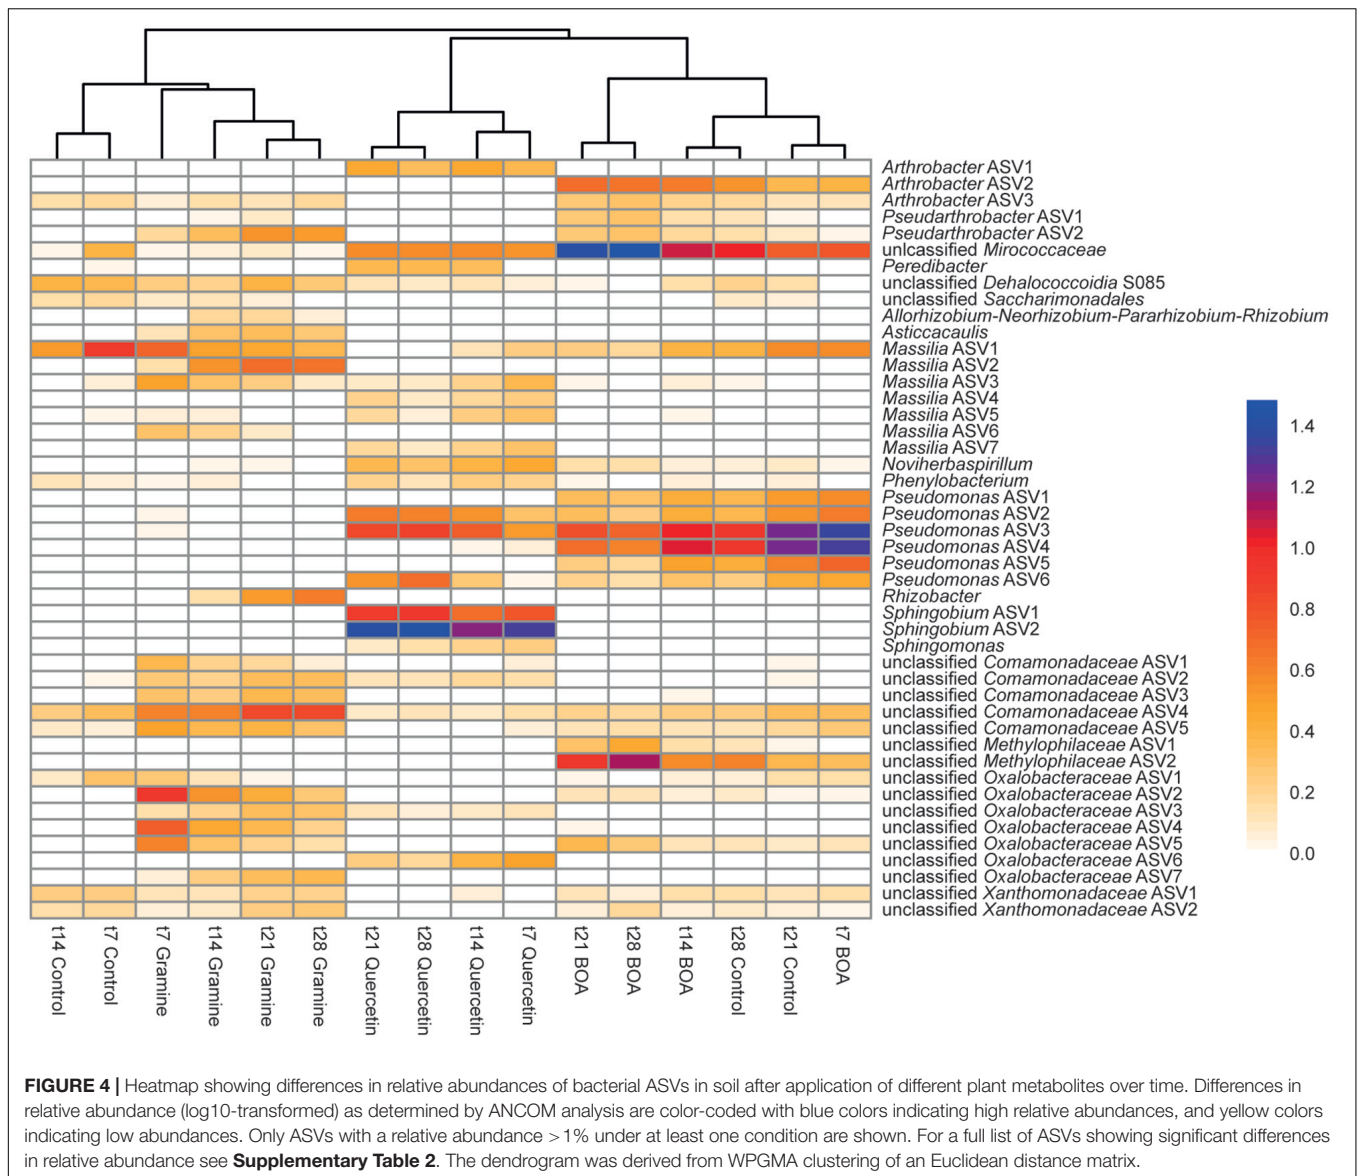 Arthrobacter ASV1
Arthrobacter ASV2
Arthrobacter ASV3
Pseudarthrobacter ASV1
Pseudarthrobacter ASV2
unlcassified Mirococcaceae
Peredibacter
unclassified Dehalococcoidia S085
unclassified Saccharimonadales
Allorhizobium-Neorhizobium-Pararhizobium-Rhizobium
Asticcacaulis
Massilia ASV1
Massilia ASV2
Massilia ASV3
Massilia ASV4
Massilia ASV5
Massilia ASV6
Massilia ASV7
Noviherbaspirillum
Phenylobacterium
Pseudomonas ASV1
Pseudomonas ASV2
Pseudomonas ASV3
Pseudomonas ASV4
Pseudomonas ASV5
Pseudomonas ASV6
Rhizobacter
Sphingobium ASV1
Sphingobium ASV2
Sphingomonas
unclassified Comamonadaceae ASV1
unclassified Comamonadaceae ASV2
unclassified Comamonadaceae ASV3
unclassified Comamonadaceae ASV4
unclassified Comamonadaceae ASV5
unclassified Methylophilaceae ASV1
unclassified Methylophilaceae ASV2
unclassified Oxalobacteraceae ASV1
unclassified Oxalobacteraceae ASV2
unclassified Oxalobacteraceae ASV3
unclassified Oxalobacteraceae ASV4
unclassified Oxalobacteraceae ASV5
unclassified Oxalobacteraceae ASV6
unclassified Oxalobacteraceae ASV7
unclassified Xanthomonadaceae ASV1
unclassified Xanthomonadaceae ASV2
1.4
1.2
1.0
0.8
0.6
0.4
0.2
0.0
t14 Control
t7 Control
t7 Gramine
t14 Gramine
t21 Gramine
t28 Gramine
t21 Quercetin
t28 Quercetin
t14 Quercetin
t7 Quercetin
t21 BOA
t28 BOA
t14 BOA
t28 Control
t21 Control
t7 BOA
FIGURE 4 | Heatmap showing differences in relative abundances of bacterial ASVs in soil after application of different plant metabolites over time. Differences in
relative abundance (log10-transformed) as determined by ANCOM analysis are color-coded with blue colors indicating high relative abundances, and yellow colors
indicating low abundances. Only ASVs with a relative abundance >1% under at least one condition are shown. For a full list of ASVs showing significant differences
in relative abundance see Supplementary Table 2. The dendrogram was derived from WPGMA clustering of an Euclidean distance matrix.